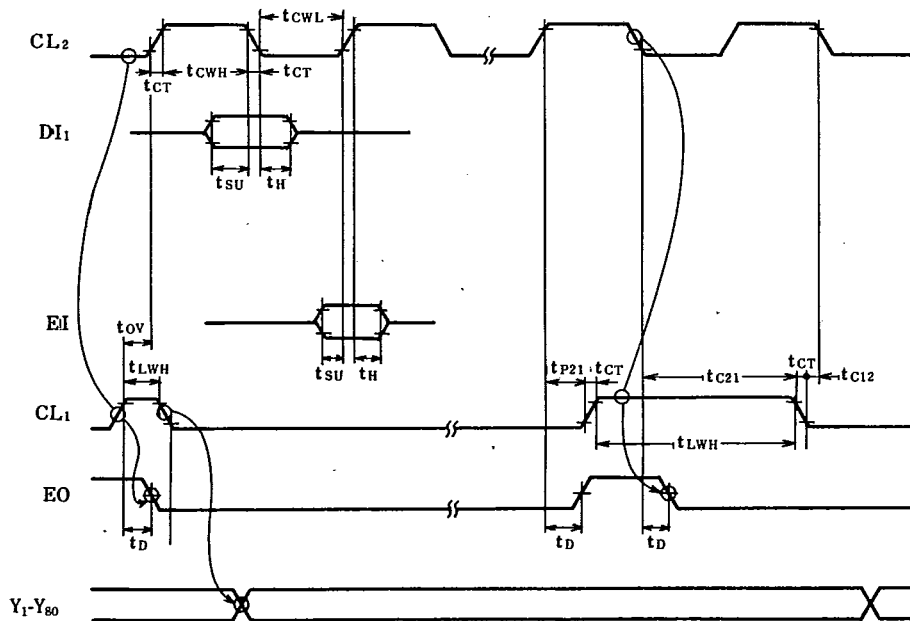 CL2
tCWL
tCT
tCWH
tCT
DI1
tSU
tH
EI
tOV
tSU
tH
tLWH
tP21
tCT
tC21
tCT
tC12
CL1
tLWH
EO
tD
tD
tD
Y1-Y80